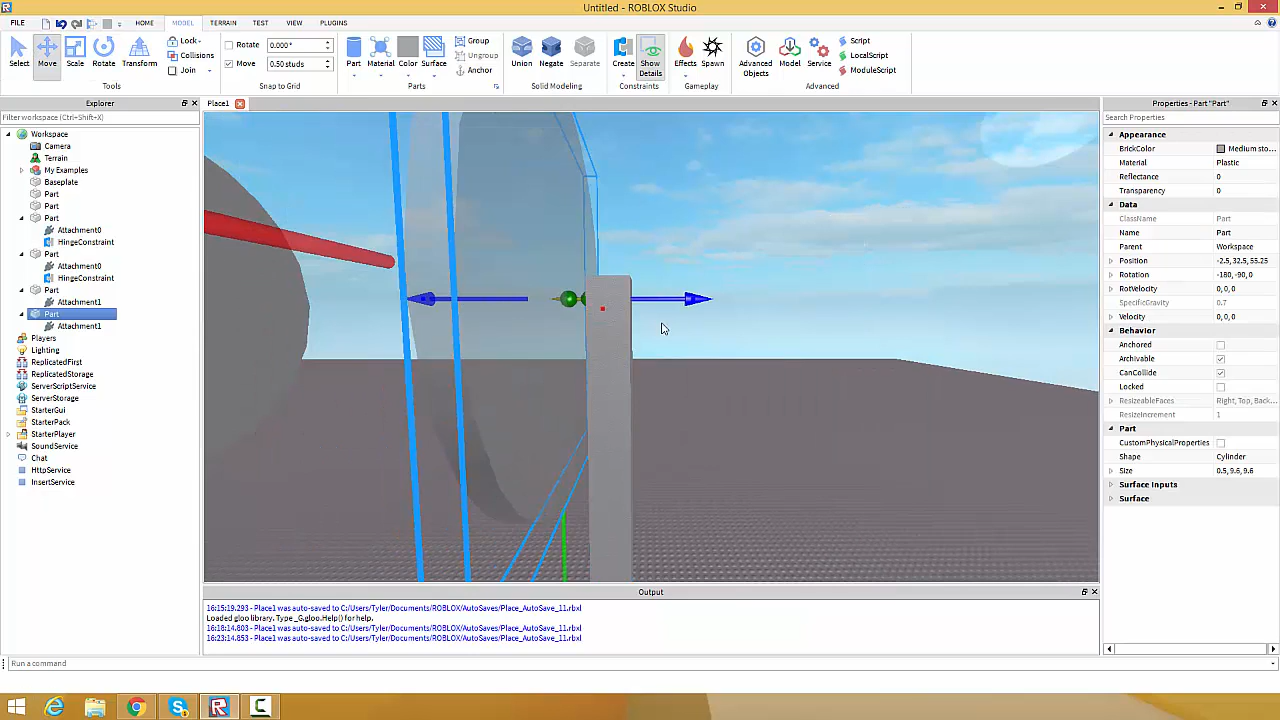 Untitled - ROBLOX Studio
FILE HOME MODEL TERRAIN TEST VIEW PLUGINS
Select Move Scale Rotate Transform
Lock
Collisions
Join
Tools
Rotate 0.000°
Move 0.50 studs
Snap to Grid
Part Material Color Surface
Group
Ungroup
Anchor
Parts
Union Negate Separate
Solid Modeling
Create Show Details
Constraints
Effects Spawn
Gameplay
Advanced Objects Model Service
Script
LocalScript
ModuleScript
Advanced
Explorer
Filter workspace (Ctrl+Shift+X)
Workspace
Camera
Terrain
My Examples
Baseplate
Part
Part
Part
Attachment0
HingeConstraint
Part
Attachment0
HingeConstraint
Part
Attachment1
Part
Attachment1
Players
Lighting
ReplicatedFirst
ReplicatedStorage
ServerScriptService
ServerStorage
StarterGui
StarterPack
StarterPlayer
SoundService
Chat
HttpService
InsertService
Place1
Properties - Part "Part"
Search Properties
Appearance
BrickColor Medium sto...
Material Plastic
Reflectance 0
Transparency 0
Data
ClassName Part
Name Part
Parent Workspace
Position -2.5, 32.5, 55.25
Rotation -180, -90, 0
RotVelocity 0, 0, 0
SpecificGravity 0.7
Velocity 0, 0, 0
Behavior
Anchored
Archivable
CanCollide
Locked
ResizeableFaces Right, Top, Back...
ResizeIncrement 1
Part
CustomPhysicalProperties
Shape Cylinder
Size 0.5, 9.6, 9.6
Surface Inputs
Surface
Output
16:15:19.293 - Place1 was auto-saved to C:/Users/Tyler/Documents/ROBLOX/AutoSaves/Place_AutoSave_11.rbxl
Loaded gloo library. Type _G.gloo.Help() for help.
16:18:14.803 - Place1 was auto-saved to C:/Users/Tyler/Documents/ROBLOX/AutoSaves/Place_AutoSave_11.rbxl
16:23:14.853 - Place1 was auto-saved to C:/Users/Tyler/Documents/ROBLOX/AutoSaves/Place_AutoSave_11.rbxl
Run a command